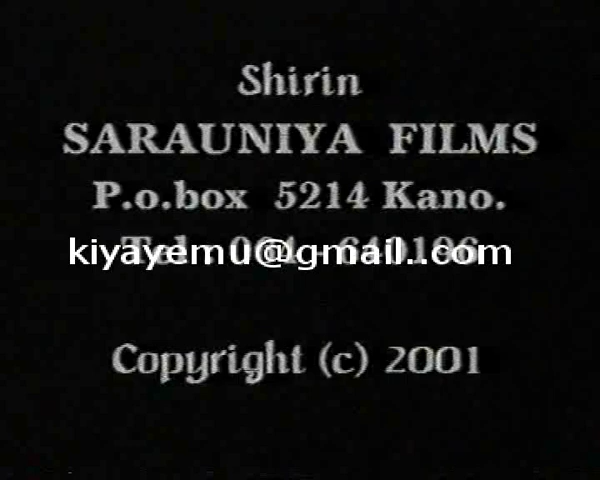 Shirin
SARAUNIYA FILMS
P.o.box 5214 Kano.
kiyayemu@gmail..com
Copyright (c) 2001